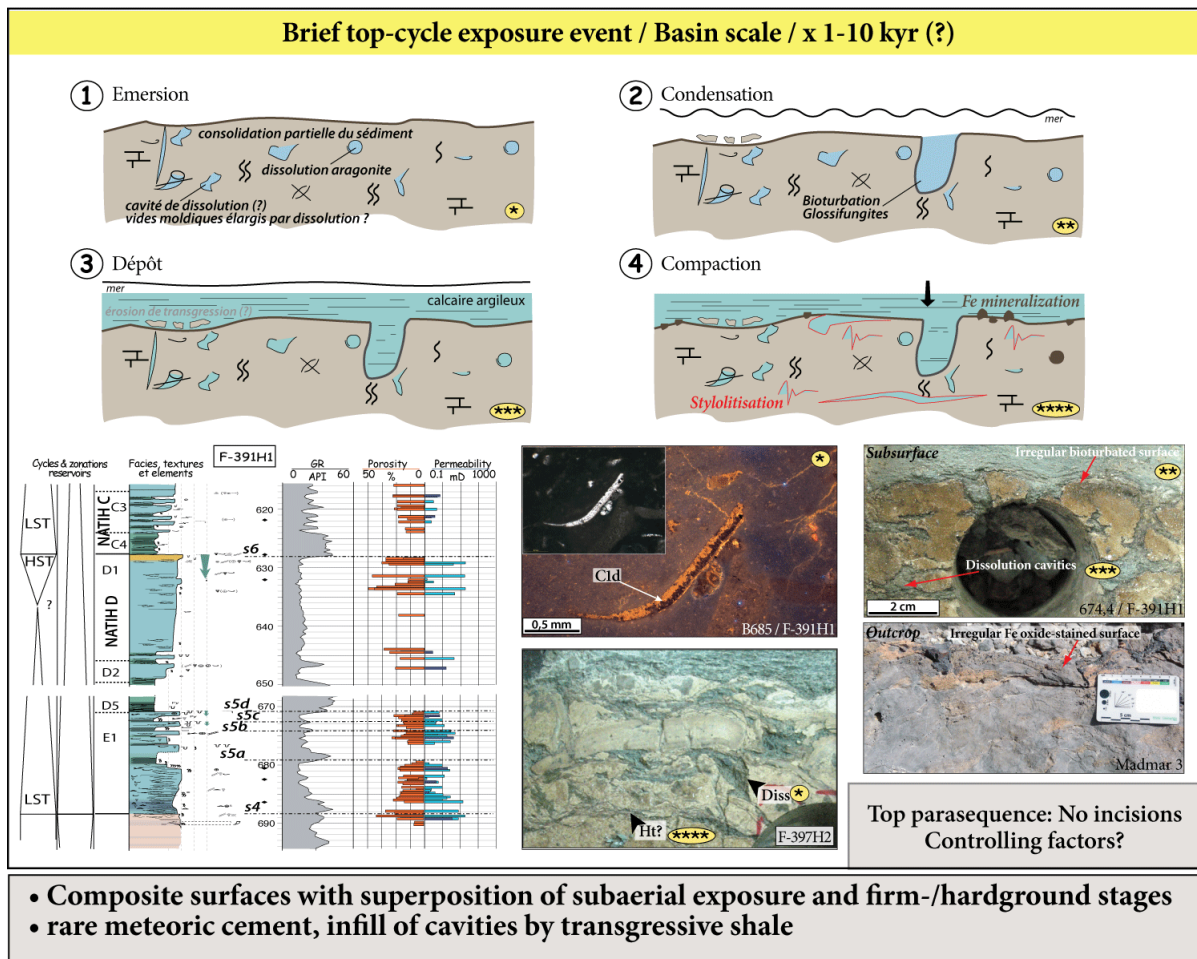 Brief top-cycle exposure event / Basin scale / x 1-10 kyr (?)
1 Emersion
consolidation partielle du sédiment
dissolution aragonite
cavité de dissolution (?)
vides moldiques élargis par dissolution ?
*
2 Condensation
mer
Bioturbation
Glossifungites
**
3 Dépôt
mer
calcaire argileux
érosion de transgression (?)
***
4 Compaction
Fe mineralization
Stylolitisation
****
F-391H1
Cycles & zonations
reservoirs
Facies, textures
et elements
GR
0 60
API
Porosity
50 % 0
Permeability
0.1 1000
mD
LST
HST
?
LST
NATIH C
C3
C4
D1
NATIH D
D2
D5
E1
s6
s5d
s5c
s5b
s5a
s4
620
630
640
650
670
680
690
*
C1d
0,5 mm
B685 / F-391H1
Diss *
Ht? ****
F-397H2
Subsurface
Irregular bioturbated surface
**
Dissolution cavities
***
2 cm
674,4 / F-391H1
Outcrop
Irregular Fe oxide-stained surface
Madmar 3
Top parasequence: No incisions
Controlling factors?
• Composite surfaces with superposition of subaerial exposure and firm-/hardground stages
• rare meteoric cement, infill of cavities by transgressive shale